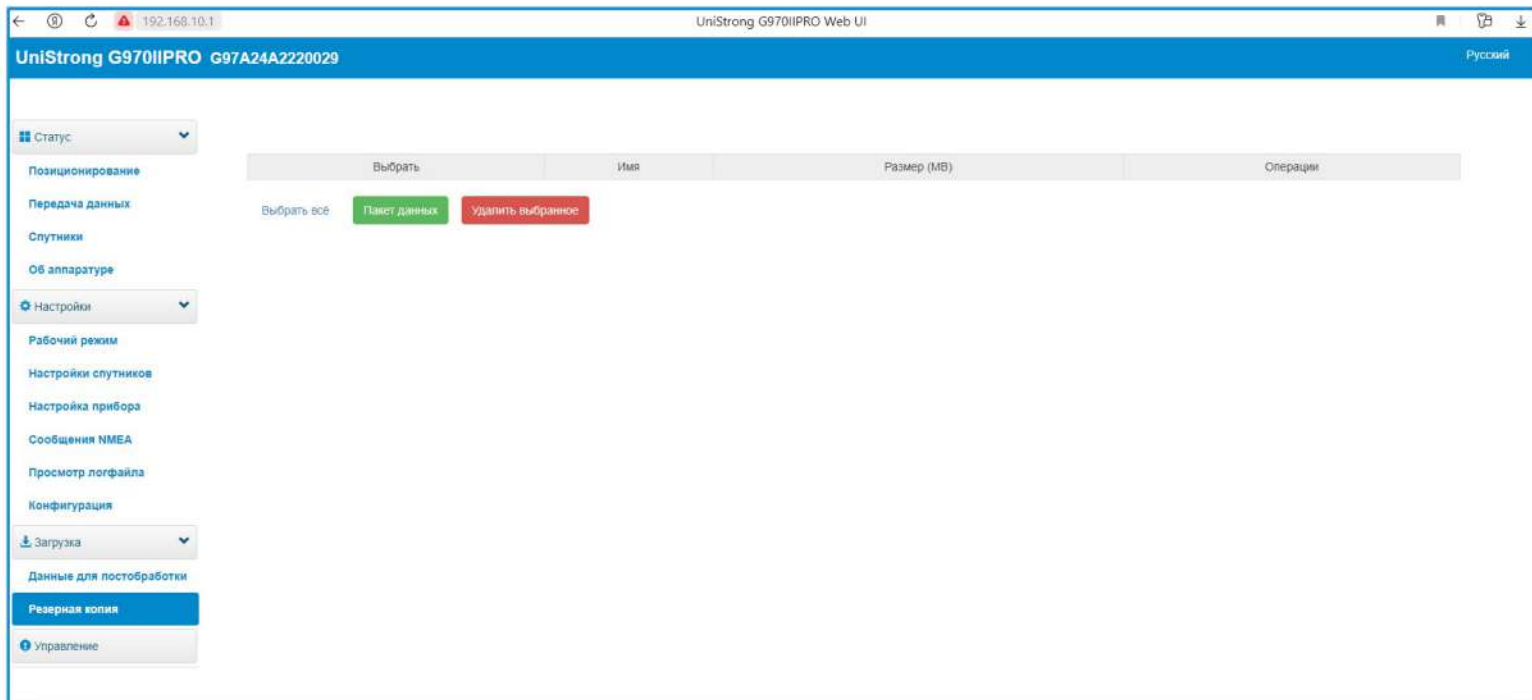 192.168.10.1 UniStrong G970IIPRO Web UI
UniStrong G970IIPRO G97A24A2220029 Русский
Статус
Позиционирование
Передача данных
Спутники
Об аппаратуре
Настройки
Рабочий режим
Настройки спутников
Настройка прибора
Сообщения NMEA
Просмотр логфайла
Конфигурация
Загрузка
Данные для постобработки
Резерная копия
Управление
Выбрать Имя Размер (MB) Операции
Выбрать всё Пакет данных Удалить выбранное